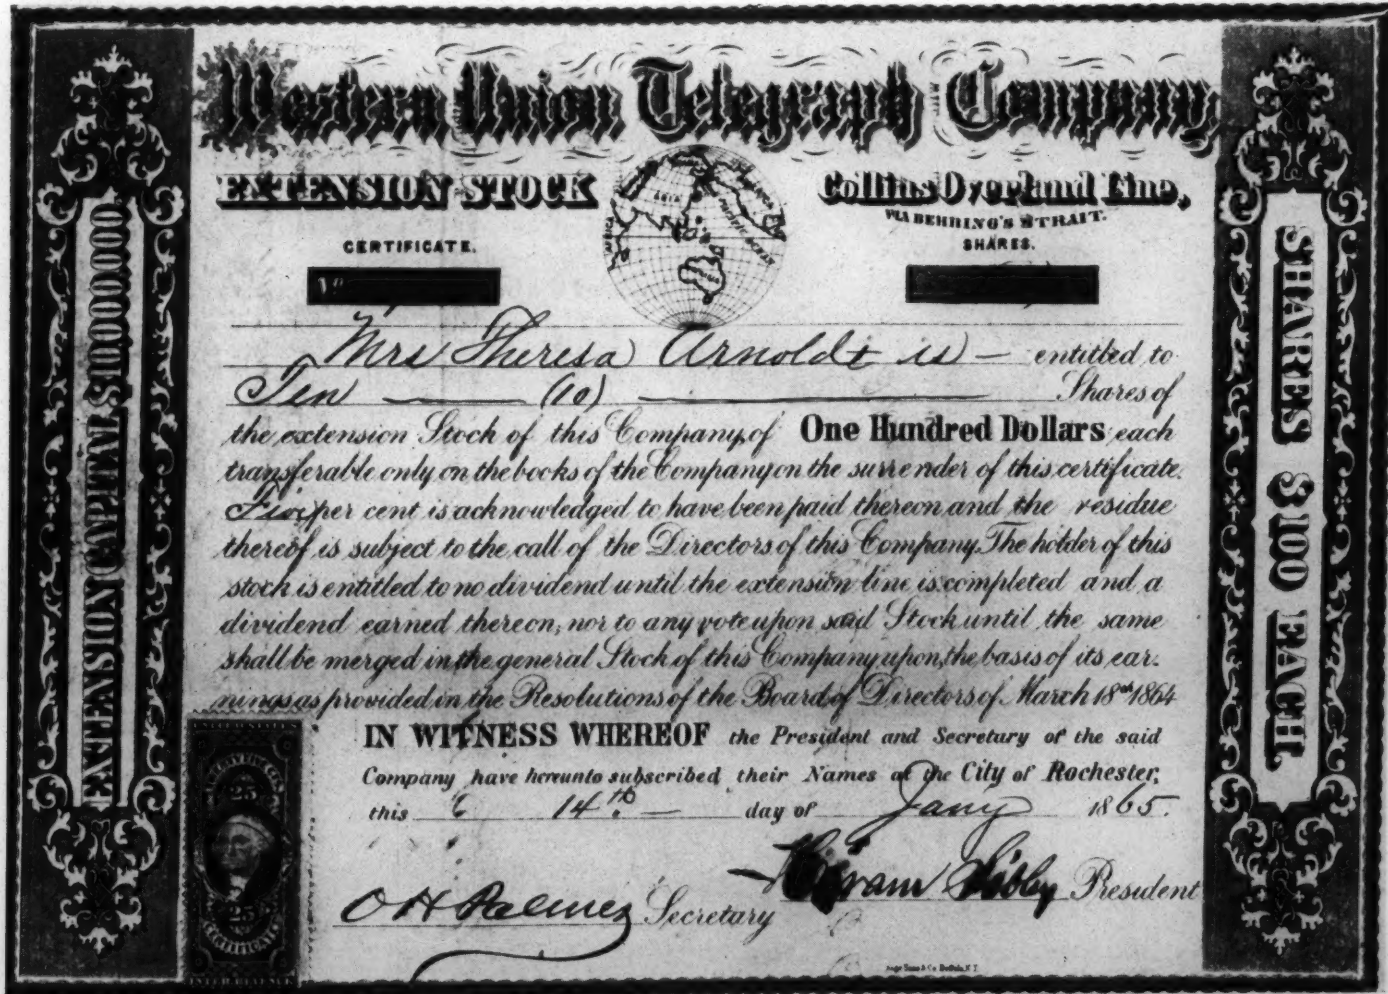 Western Union Telegraph Company
EXTENSION STOCK
Collins Overland Line,
VIA BEHRING'S STRAIT.
CERTIFICATE.
SHARES.
AFRICA
ASIA
PACIFIC OCEAN
Mrs Theresa Arnoldt is — entitled to
Ten — (10) — Shares of
the extension Stock of this Company, of One Hundred Dollars each
transferable only on the books of the Company on the surrender of this certificate.
Five per cent is acknowledged to have been paid thereon and the residue
thereof is subject to the call of the Directors of this Company. The holder of this
stock is entitled to no dividend until the extension line is completed and a
dividend earned thereon; nor to any vote upon said Stock until the same
shall be merged in the general Stock of this Company upon the basis of its ear-
nings as provided in the Resolutions of the Board of Directors of March 18th 1864
IN WITNESS WHEREOF the President and Secretary of the said
Company have hereunto subscribed their Names at the City of Rochester,
this 14th — day of Jany 1865.
Hiram Sibley President
O H Palmer Secretary
EXTENSION CAPITAL $10,000,000
SHARES $100 EACH.
25
25
CERTIFICATE